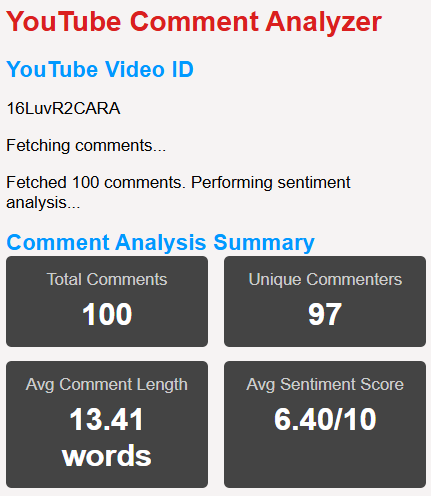 YouTube Comment Analyzer
YouTube Video ID
16LuvR2CARA
Fetching comments...
Fetched 100 comments. Performing sentiment
analysis...
Comment Analysis Summary
Total Comments
100
Unique Commenters
97
Avg Comment Length
13.41
words
Avg Sentiment Score
6.40/10